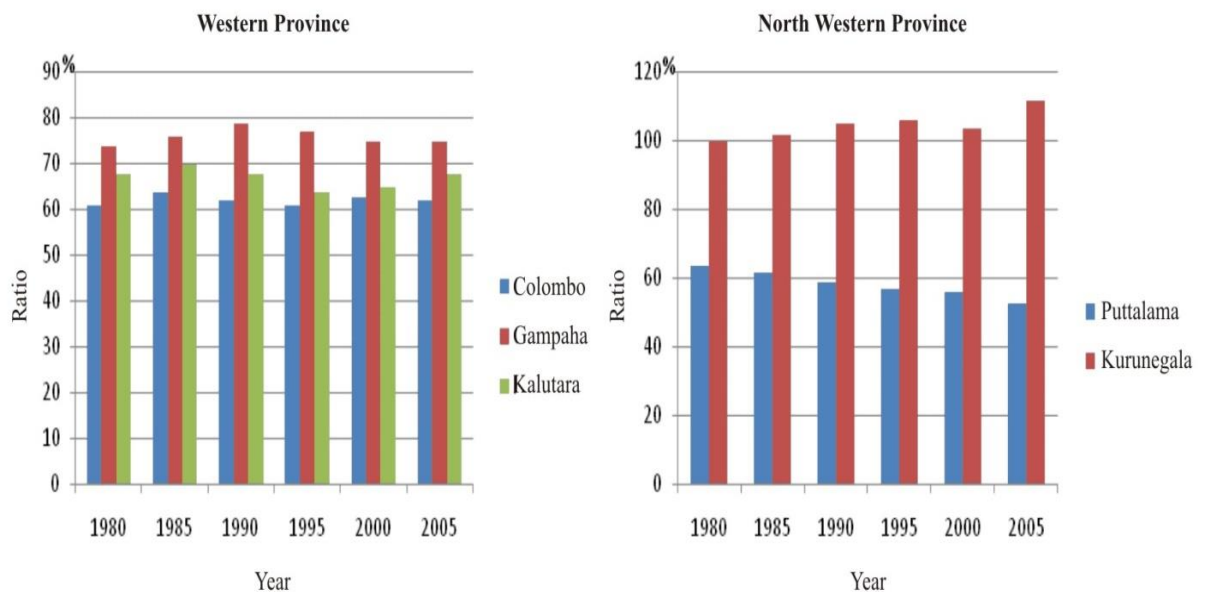 Western Province
90%
80
70
60
50
40
30
20
10
0
Ratio
1980 1985 1990 1995 2000 2005
Year
Colombo
Gampaha
Kalutara
North Western Province
120%
100
80
60
40
20
0
Ratio
1980 1985 1990 1995 2000 2005
Year
Puttalama
Kurunegala